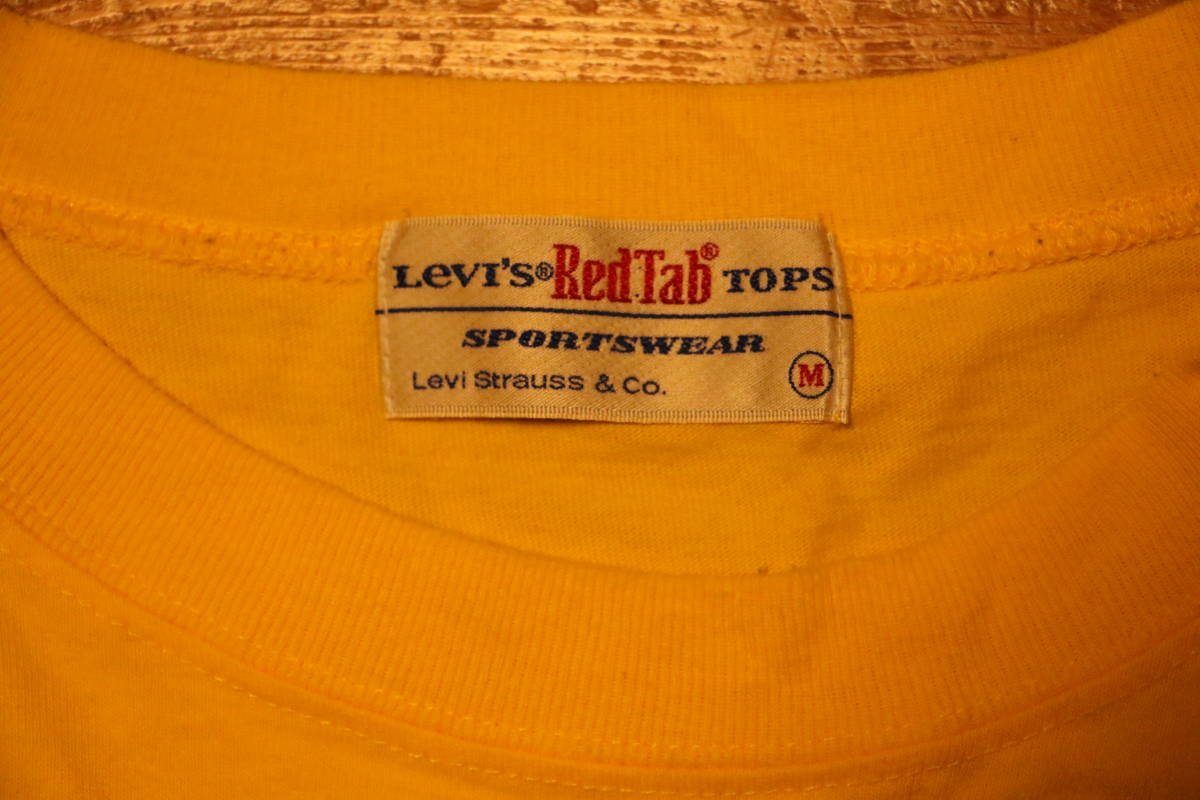 LEVI'S® RedTab® TOPS
SPORTSWEAR
Levi Strauss & Co.
M